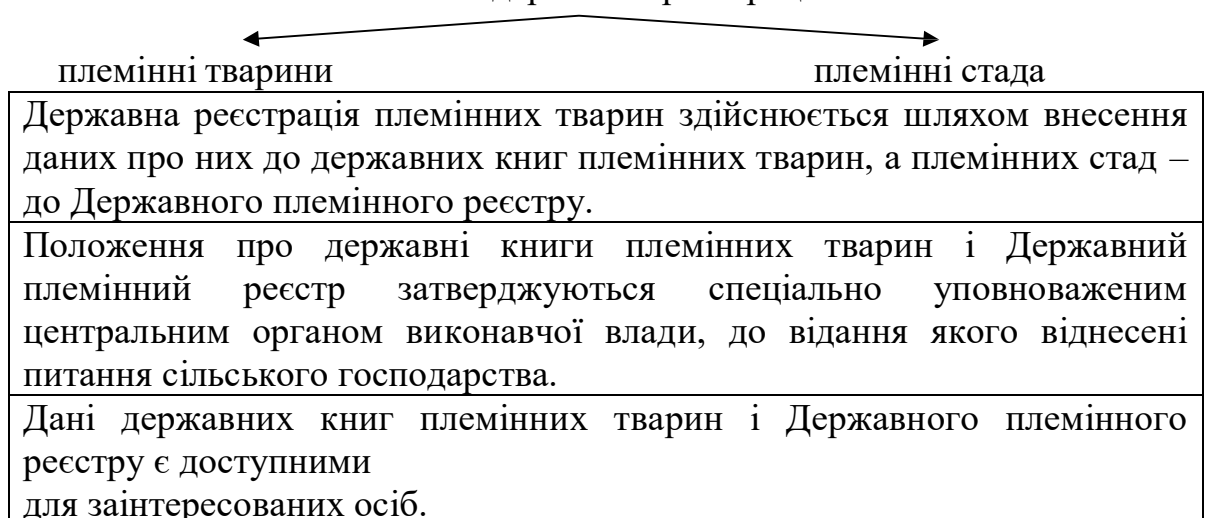 племінні тварини племінні стада
Державна реєстрація племінних тварин здійснюється шляхом внесення
даних про них до державних книг племінних тварин, а племінних стад –
до Державного племінного реєстру.
Положення про державні книги племінних тварин і Державний
племінний реєстр затверджуються спеціально уповноваженим
центральним органом виконавчої влади, до відання якого віднесені
питання сільського господарства.
Дані державних книг племінних тварин і Державного племінного
реєстру є доступними
для заінтересованих осіб.